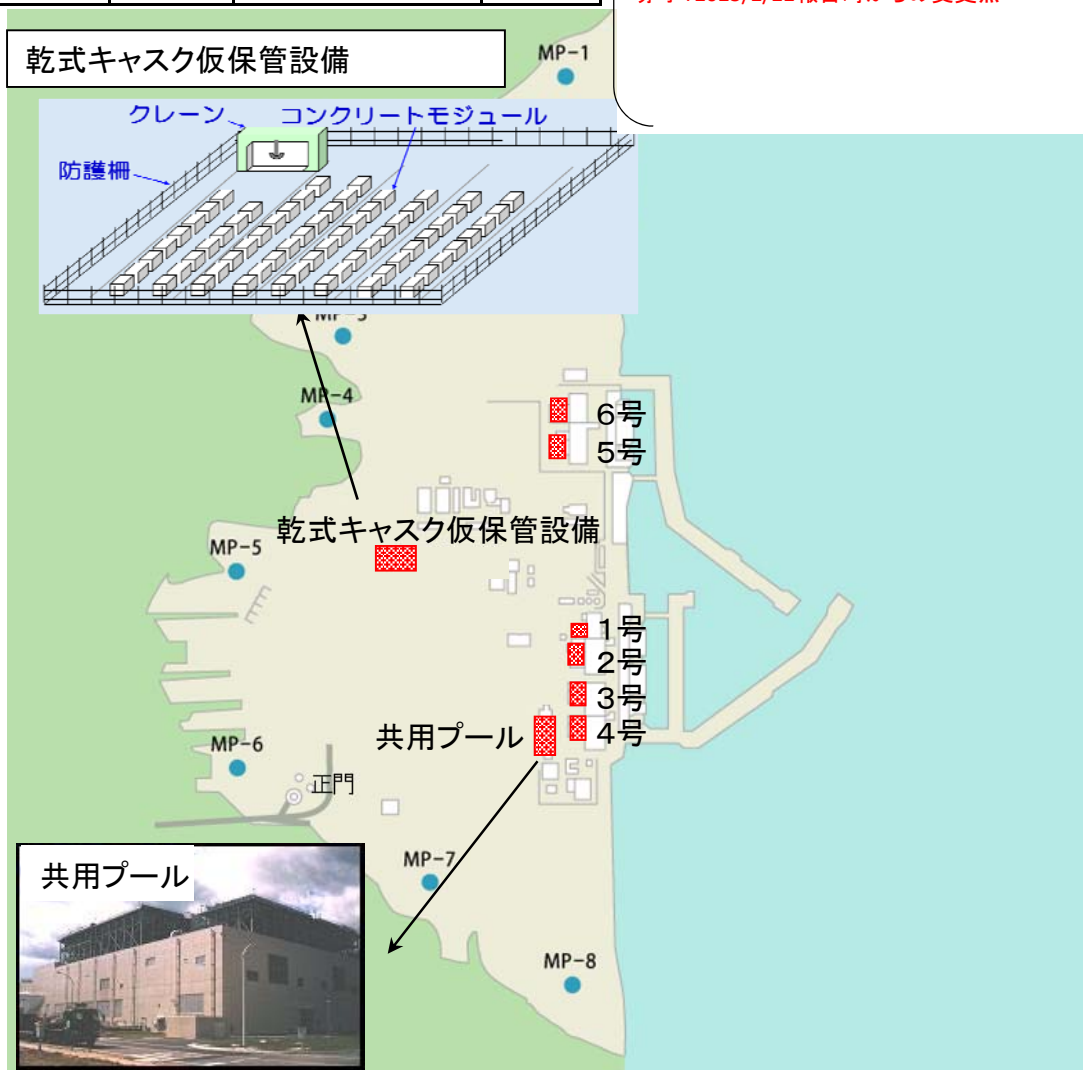 乾式キャスク仮保管設備
MP-1
クレーン
コンクリートモジュール
防護柵
MP-3
MP-4
6号
5号
乾式キャスク仮保管設備
MP-5
1号
2号
3号
4号
共用プール
MP-6
正門
MP-7
共用プール
MP-8